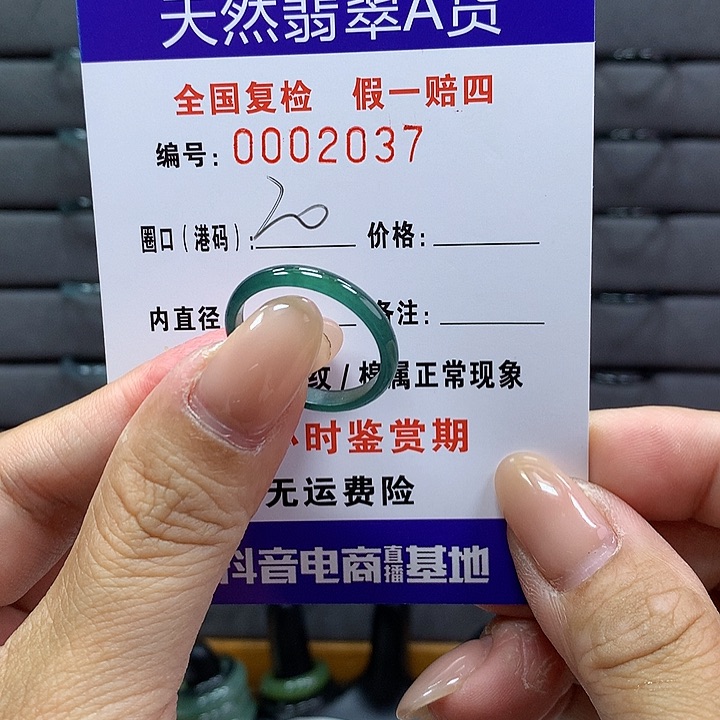 天然翡翠A货
全国复检 假一赔四
编号: 0002037
圈口(港码): 20 价格:
内直径 备注:
纹/棉属正常现象
小时鉴赏期
无运费险
抖音电商直播基地